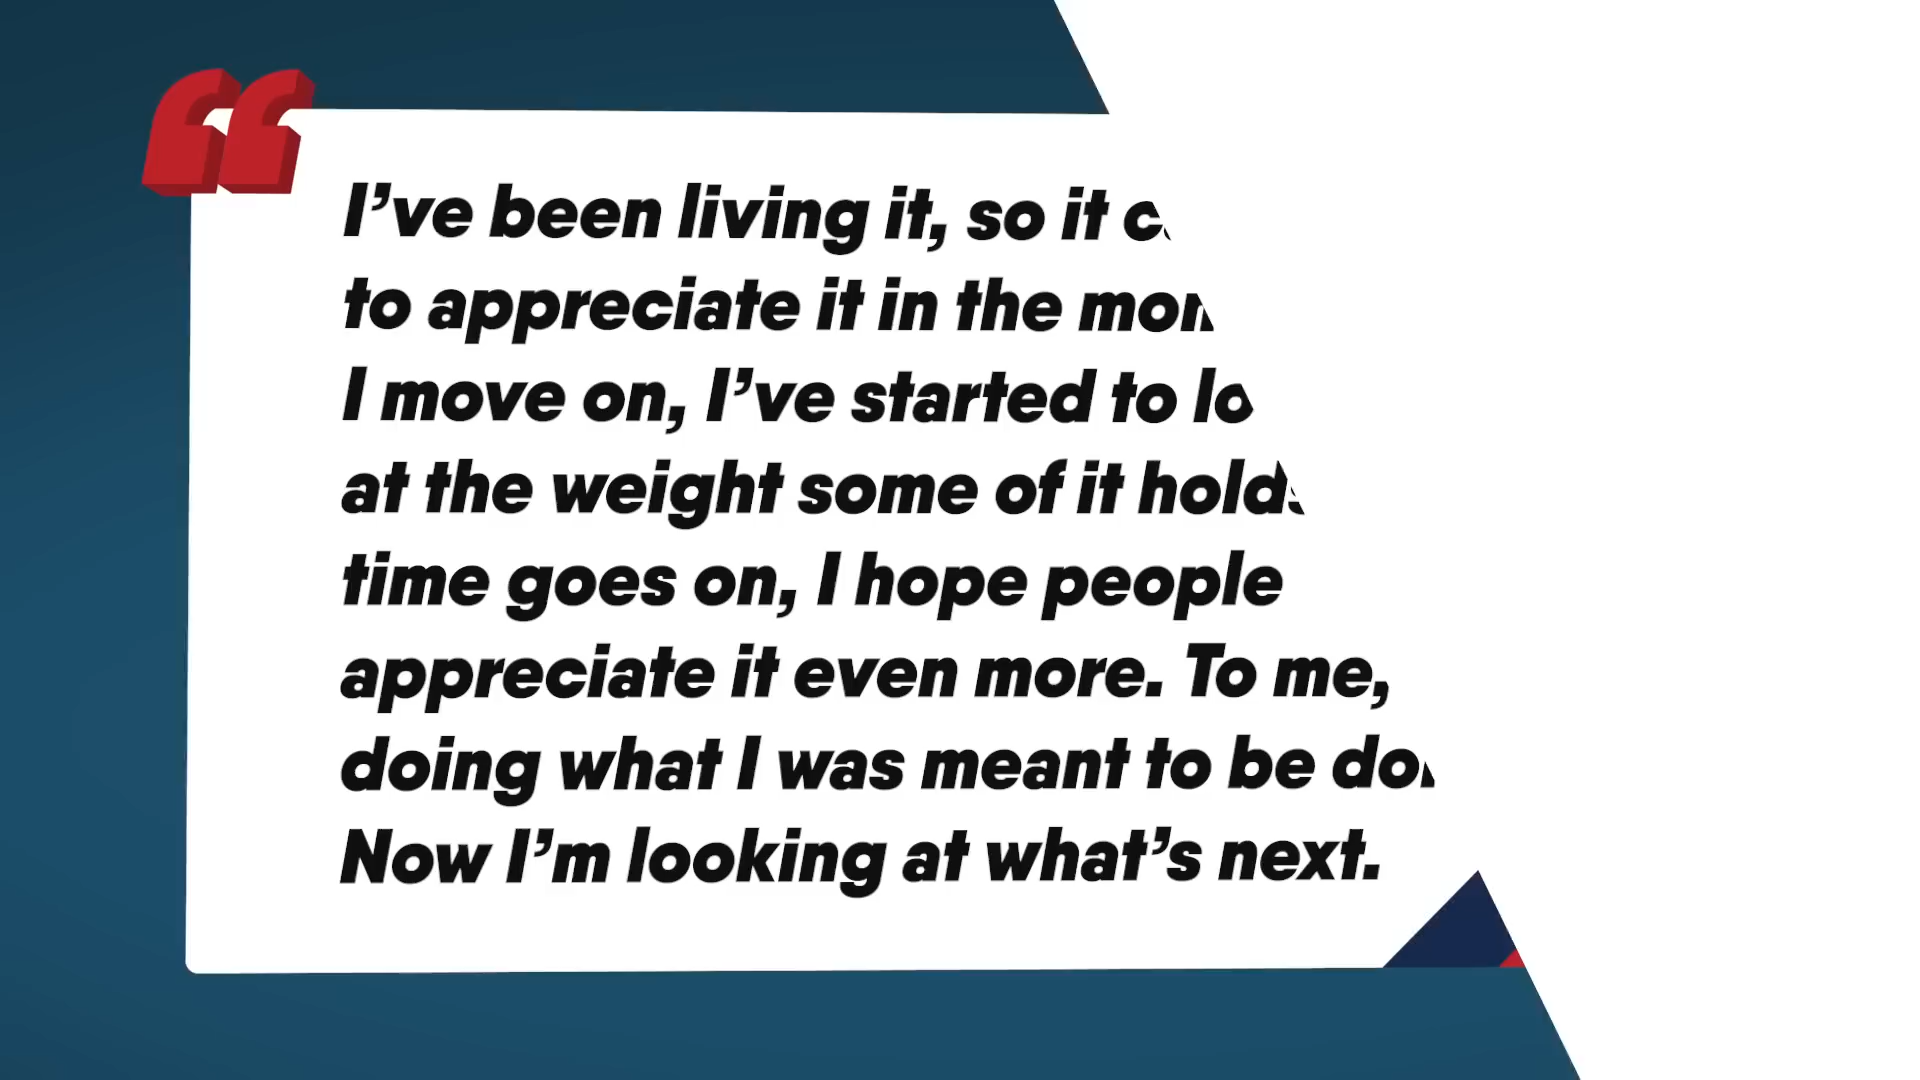 I’ve been living it, so it
to appreciate it in the
I move on, I’ve started to
at the weight some of it
time goes on, I hope people
appreciate it even more. To me,
doing what I was meant to be
Now I’m looking at what’s next.